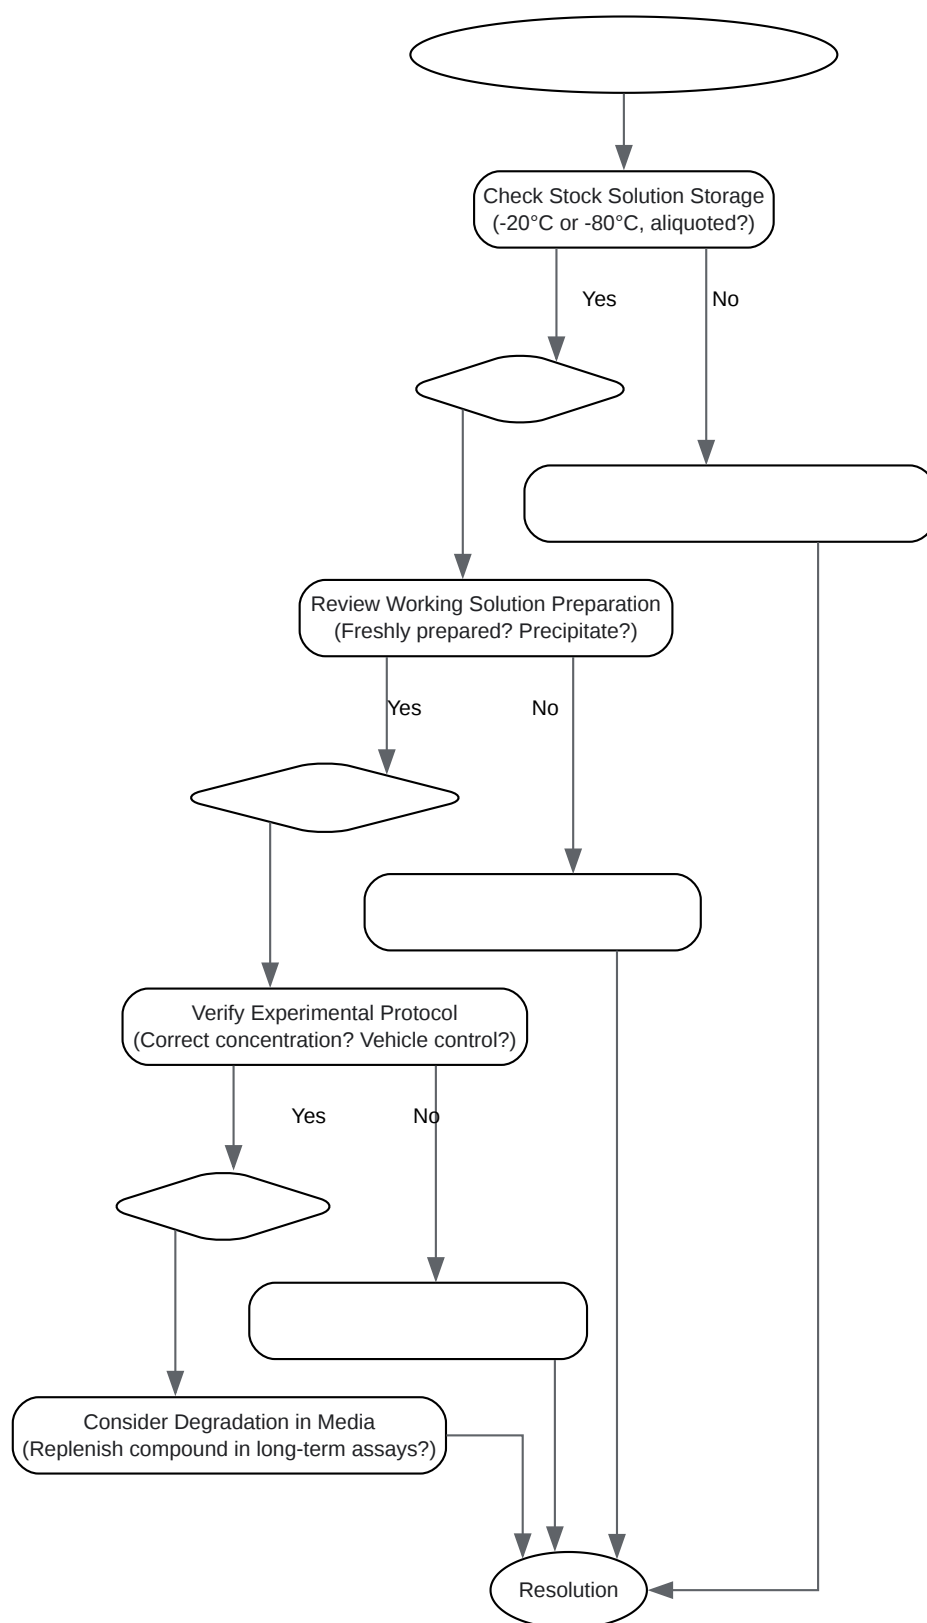 Check Stock Solution Storage
(-20°C or -80°C, aliquoted?)
Yes
No
Review Working Solution Preparation
(Freshly prepared? Precipitate?)
Yes
No
Verify Experimental Protocol
(Correct concentration? Vehicle control?)
Yes
No
Consider Degradation in Media
(Replenish compound in long-term assays?)
Resolution